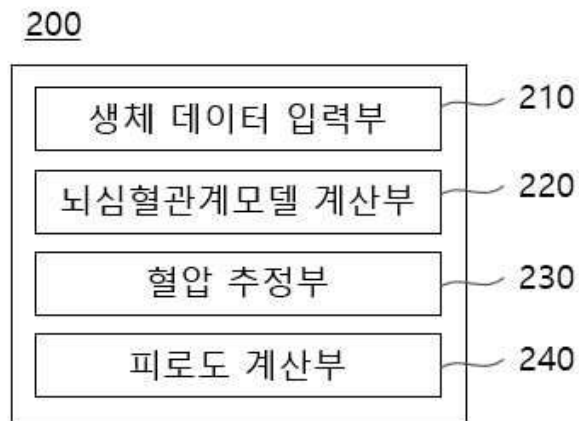 200
생체 데이터 입력부 210
뇌심혈관계모델 계산부 220
혈압 추정부 230
피로도 계산부 240